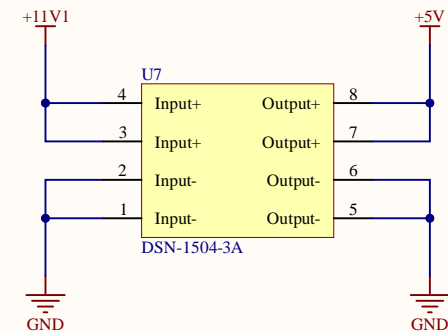 +11V1 +5V
U7
4 Input+ Output+ 8
3 Input+ Output+ 7
2 Input- Output- 6
1 Input- Output- 5
DSN-1504-3A
GND GND